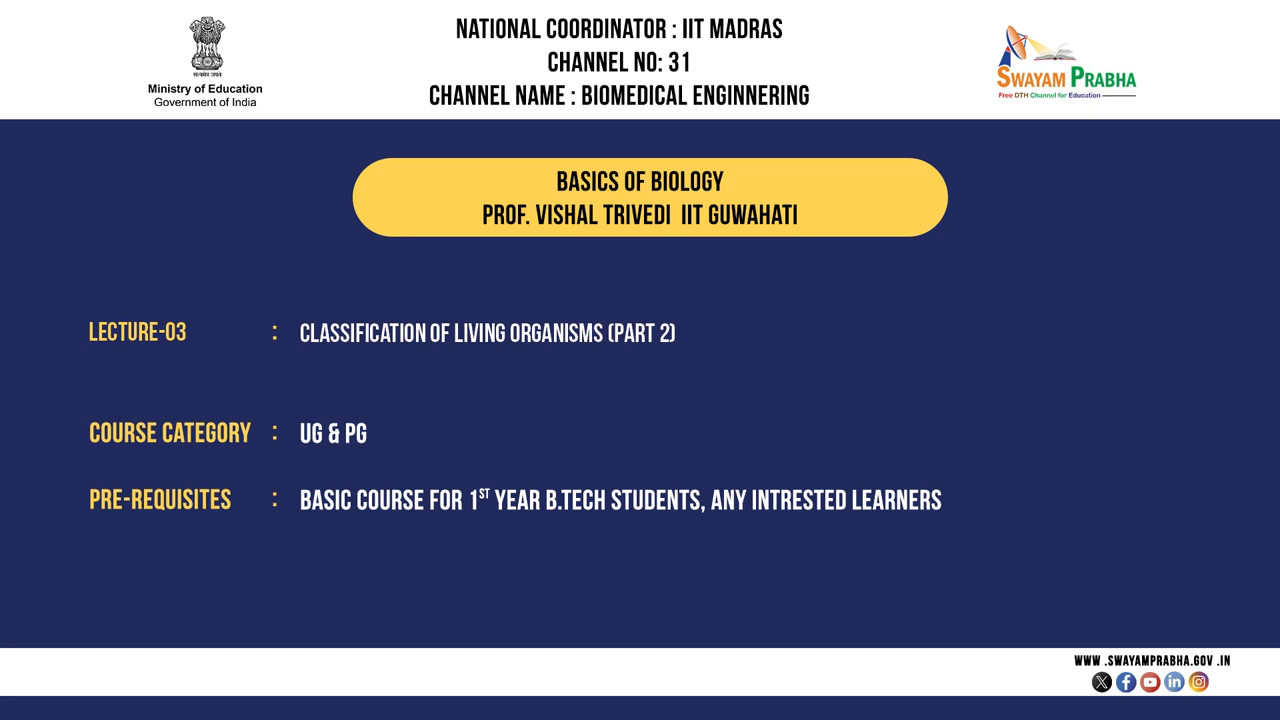 सत्यमेव जयते
Ministry of Education
Government of India
NATIONAL COORDINATOR : IIT MADRAS
CHANNEL NO: 31
CHANNEL NAME : BIOMEDICAL ENGINNERING
SWAYAM PRABHA
Free DTH Channel for Education
BASICS OF BIOLOGY
PROF. VISHAL TRIVEDI IIT GUWAHATI
LECTURE-03 : CLASSIFICATION OF LIVING ORGANISMS (PART 2)
COURSE CATEGORY : UG & PG
PRE-REQUISITES : BASIC COURSE FOR 1ST YEAR B.TECH STUDENTS, ANY INTRESTED LEARNERS
WWW .SWAYAMPRABHA.GOV .IN